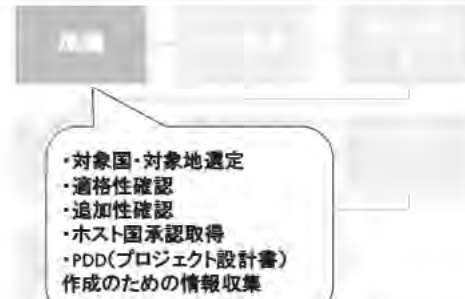 ・対象国・対象地選定
・適格性確認
・追加性確認
・ホスト国承認取得
・PDD(プロジェクト設計書)
作成のための情報収集